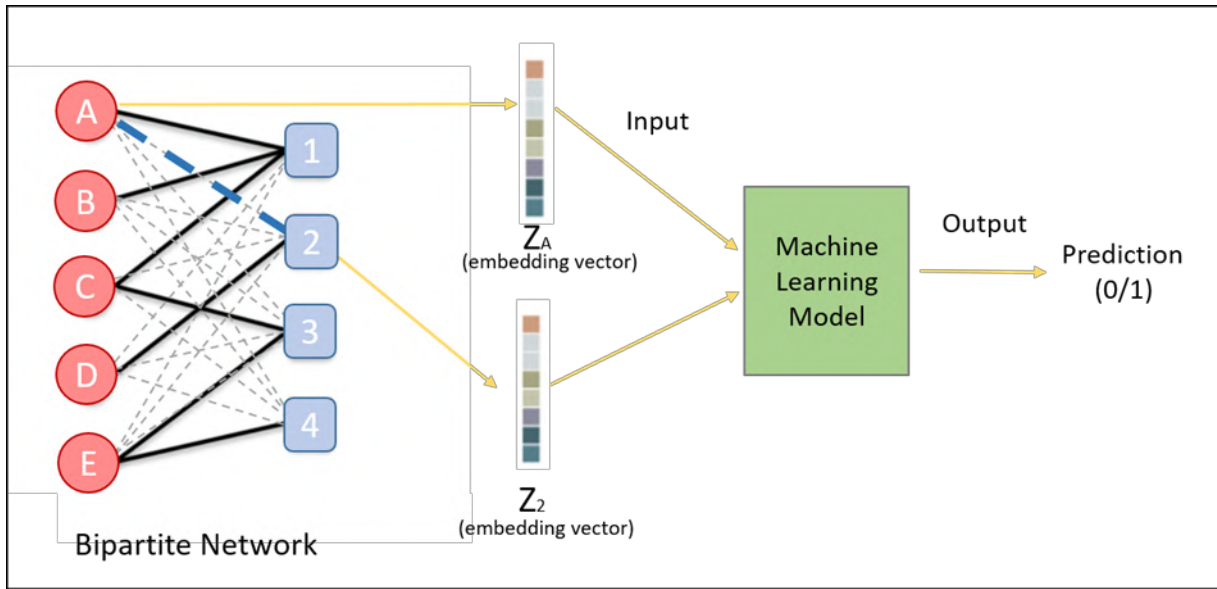 A
B
C
D
E
1
2
3
4
Bipartite Network
ZA
(embedding vector)
Z2
(embedding vector)
Input
Machine
Learning
Model
Output
Prediction
(0/1)